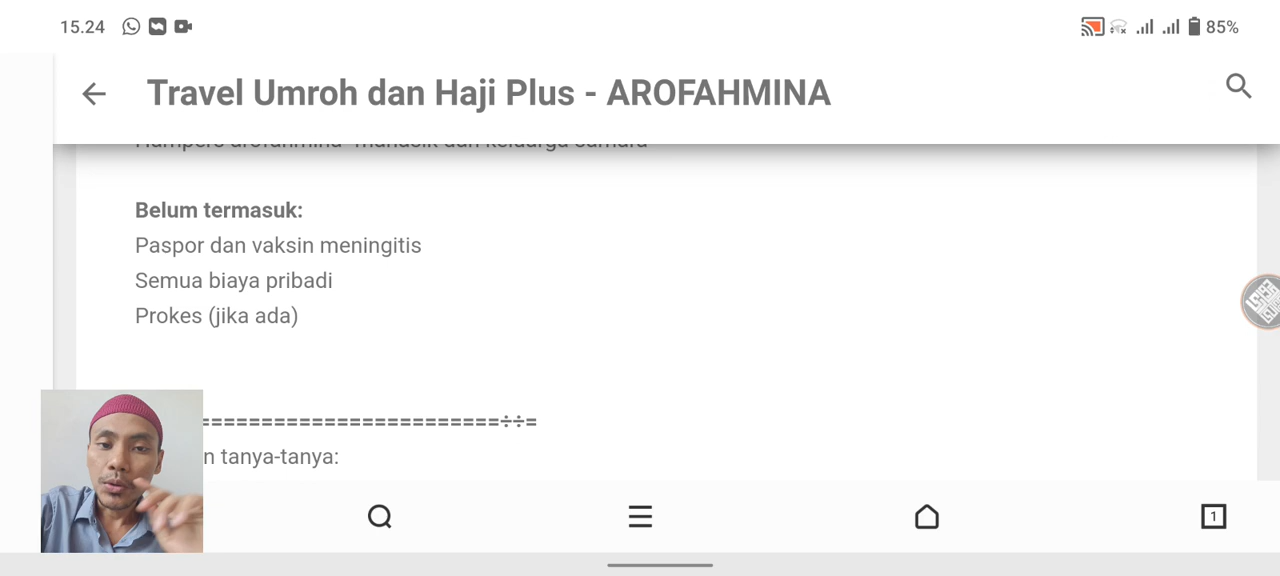 15.24
85%
Travel Umroh dan Haji Plus - AROFAHMINA
Belum termasuk:
Paspor dan vaksin meningitis
Semua biaya pribadi
Prokes (jika ada)
=======================÷÷=
n tanya-tanya:
1